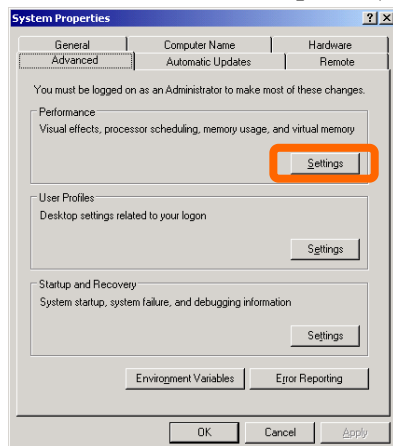 System Properties
General Computer Name Hardware
Advanced Automatic Updates Remote
You must be logged on as an Administrator to make most of these changes.
Performance
Visual effects, processor scheduling, memory usage, and virtual memory
Settings
User Profiles
Desktop settings related to your logon
Settings
Startup and Recovery
System startup, system failure, and debugging information
Settings
Environment Variables Error Reporting
OK Cancel Apply